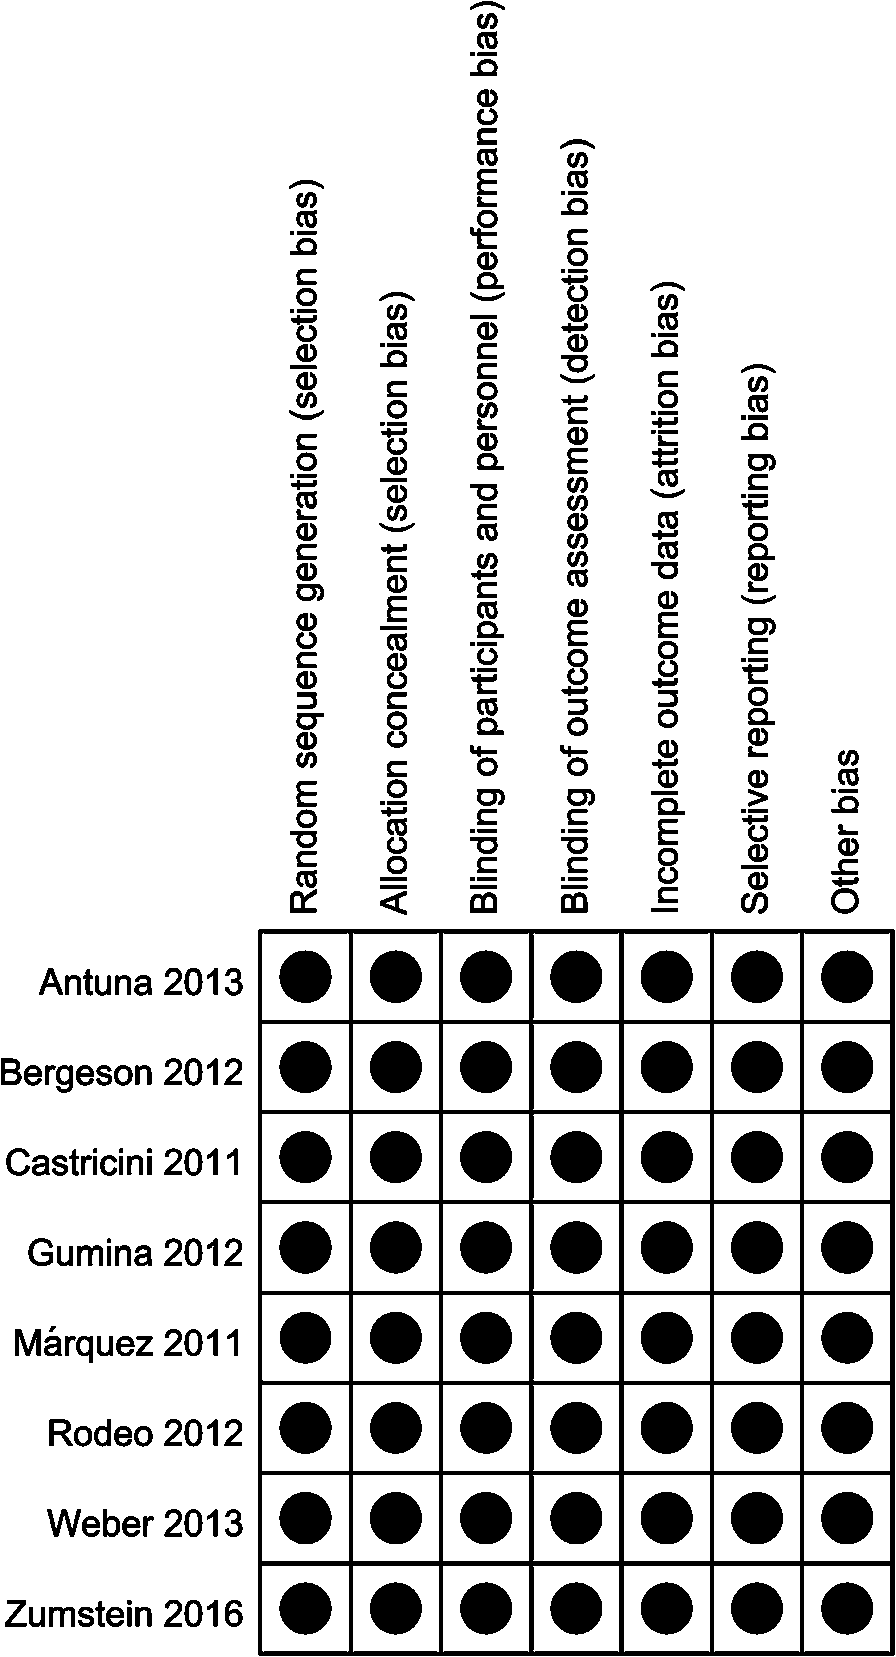 Random sequence generation (selection bias)
Allocation concealment (selection bias)
Blinding of participants and personnel (performance bias)
Blinding of outcome assessment (detection bias)
Incomplete outcome data (attrition bias)
Selective reporting (reporting bias)
Other bias
Antuna 2013
Bergeson 2012
Castricini 2011
Gumina 2012
Márquez 2011
Rodeo 2012
Weber 2013
Zumstein 2016